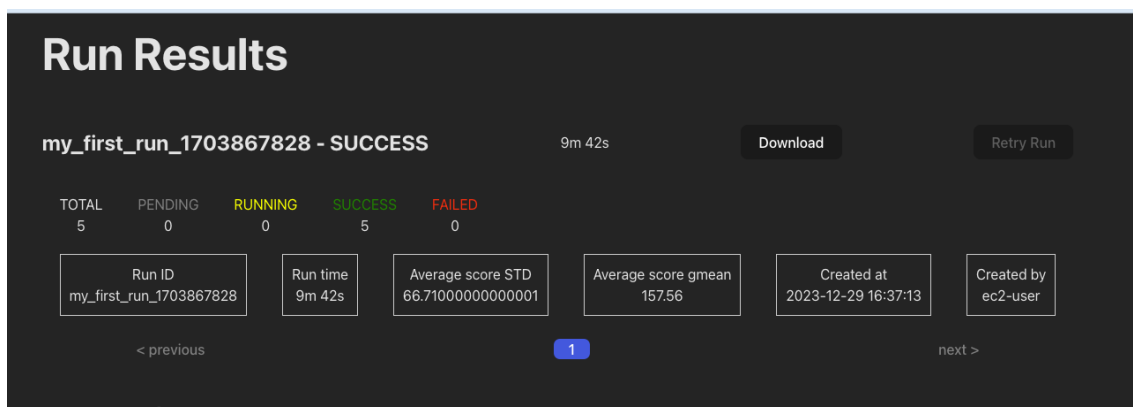 Run Results
my_first_run_1703867828 - SUCCESS 9m 42s Download Retry Run
TOTAL PENDING RUNNING SUCCESS FAILED
5 0 0 5 0
Run ID Run time Average score STD Average score gmean Created at Created by
my_first_run_1703867828 9m 42s 66.71000000000001 157.56 2023-12-29 16:37:13 ec2-user
< previous 1 next >